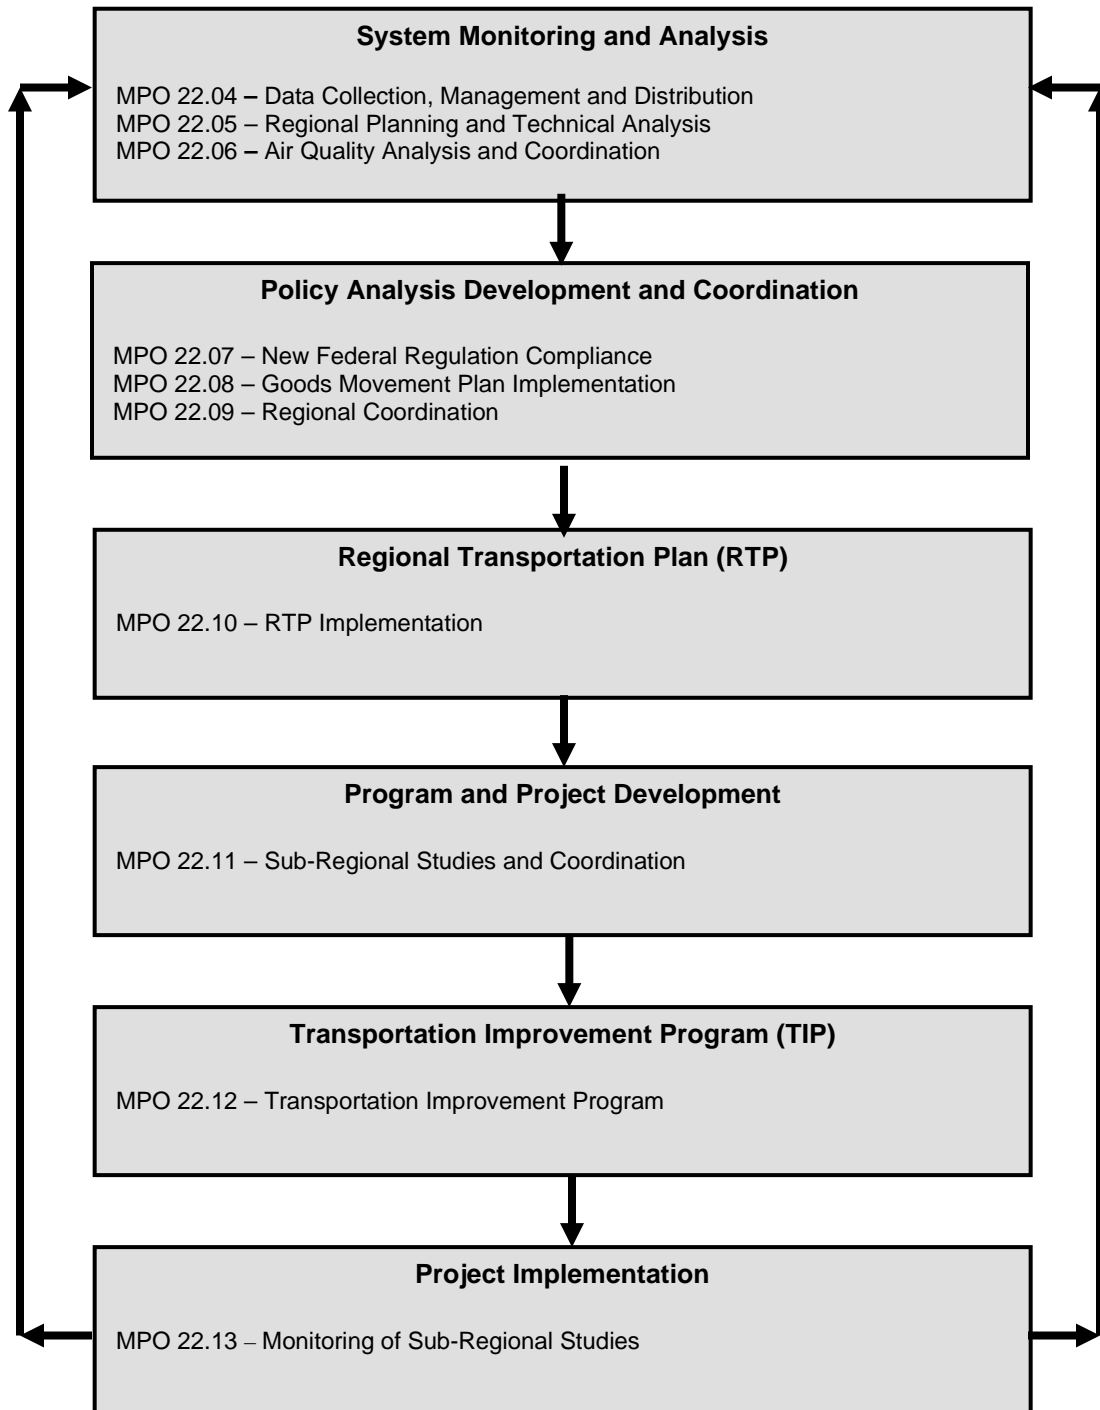 System Monitoring and Analysis
MPO 22.04 – Data Collection, Management and Distribution
MPO 22.05 – Regional Planning and Technical Analysis
MPO 22.06 – Air Quality Analysis and Coordination
Policy Analysis Development and Coordination
MPO 22.07 – New Federal Regulation Compliance
MPO 22.08 – Goods Movement Plan Implementation
MPO 22.09 – Regional Coordination
Regional Transportation Plan (RTP)
MPO 22.10 – RTP Implementation
Program and Project Development
MPO 22.11 – Sub-Regional Studies and Coordination
Transportation Improvement Program (TIP)
MPO 22.12 – Transportation Improvement Program
Project Implementation
MPO 22.13 – Monitoring of Sub-Regional Studies